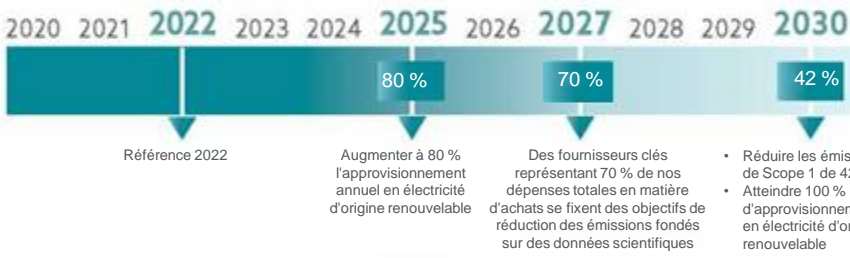 2020 2021 2022 2023 2024 2025 2026 2027 2028 2029 2030
80 % 70 % 42 %
Référence 2022
Augmenter à 80 %
l'approvisionnement
annuel en électricité
d'origine renouvelable
Des fournisseurs clés
représentant 70 % de nos
dépenses totales en matière
d'achats se fixent des objectifs de
réduction des émissions fondés
sur des données scientifiques
• Réduire les émis
de Scope 1 de 42
• Atteindre 100 %
d'approvisionnen
en électricité d'or
renouvelable